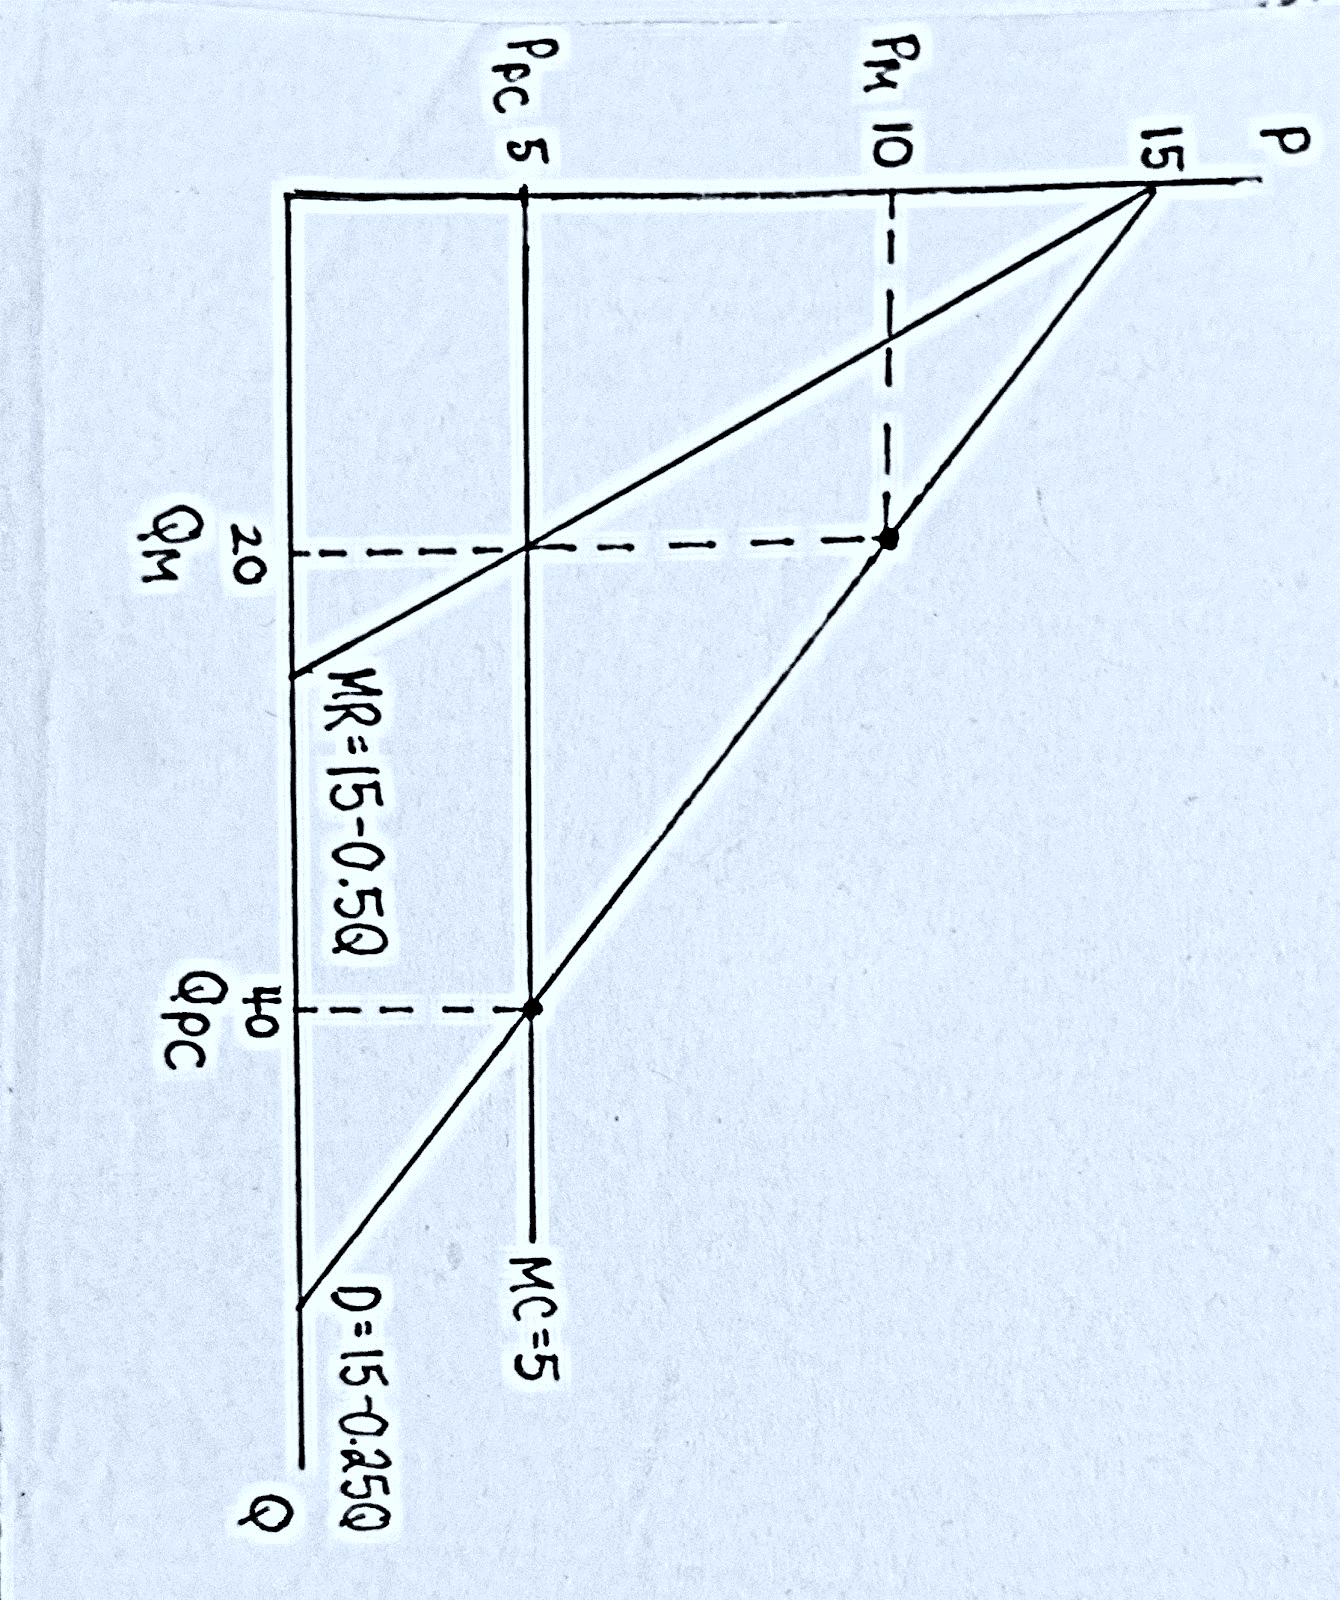 P
15
PM 10
PPC 5
MR=15-0.5Q
MC=5
D=15-0.25Q
20
QM
40
QPC
Q